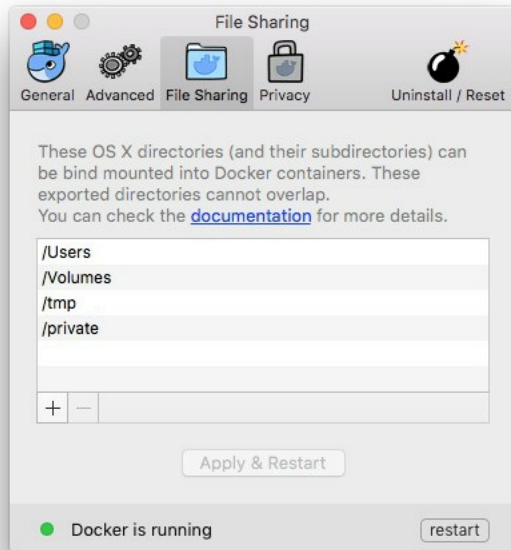 File Sharing
General Advanced File Sharing Privacy Uninstall / Reset
These OS X directories (and their subdirectories) can
be bind mounted into Docker containers. These
exported directories cannot overlap.
You can check the documentation for more details.
/Users
/Volumes
/tmp
/private
+ −
Apply & Restart
Docker is running restart